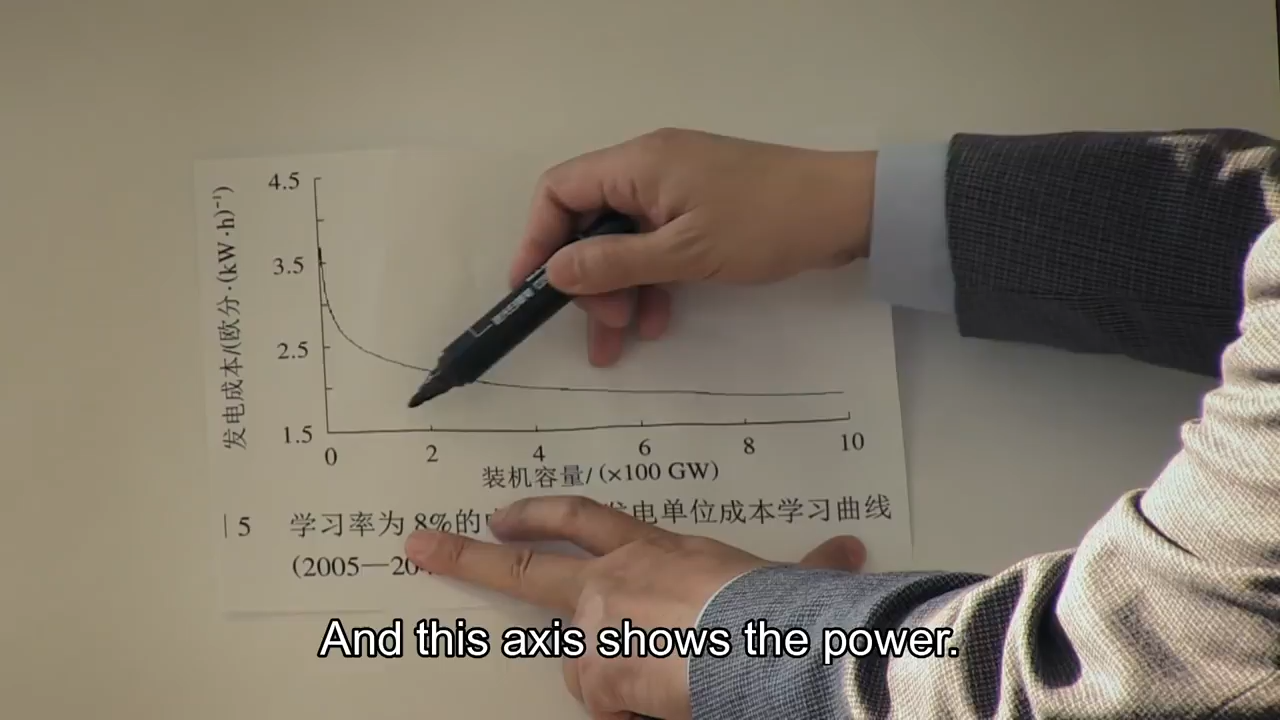 发电成本/(欧分·(kW·h)⁻¹)
4.5
3.5
2.5
1.5
0 2 4 6 8 10
装机容量/(×100 GW)
5 学习率为 8%的 发电单位成本学习曲线
(2005—20
And this axis shows the power.